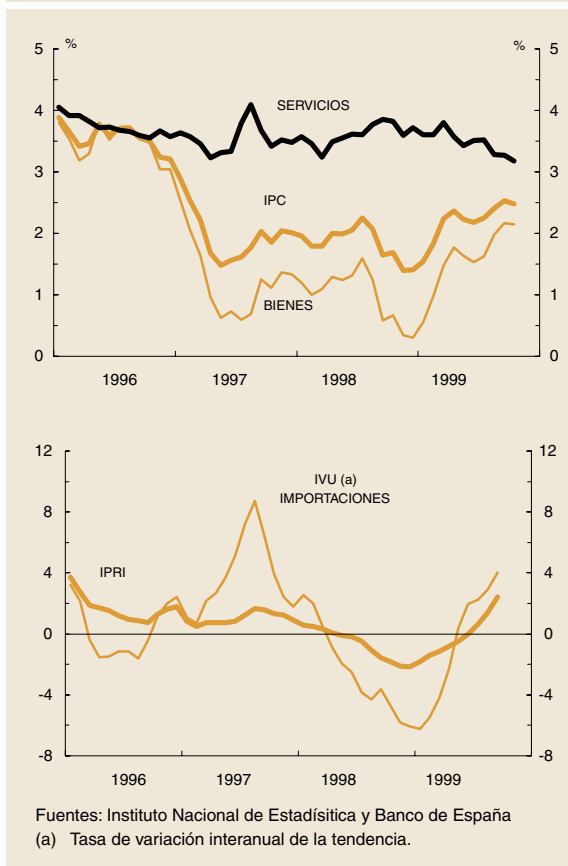 % %
5 5
SERVICIOS
4 4
3 3
IPC
2 2
1 1
BIENES
0 0
1996 1997 1998 1999
12 12
IVU (a)
IMPORTACIONES
8 8
IPRI
4 4
0 0
-4 -4
-8 -8
1996 1997 1998 1999
Fuentes: Instituto Nacional de Estadísitica y Banco de España
(a) Tasa de variación interanual de la tendencia.